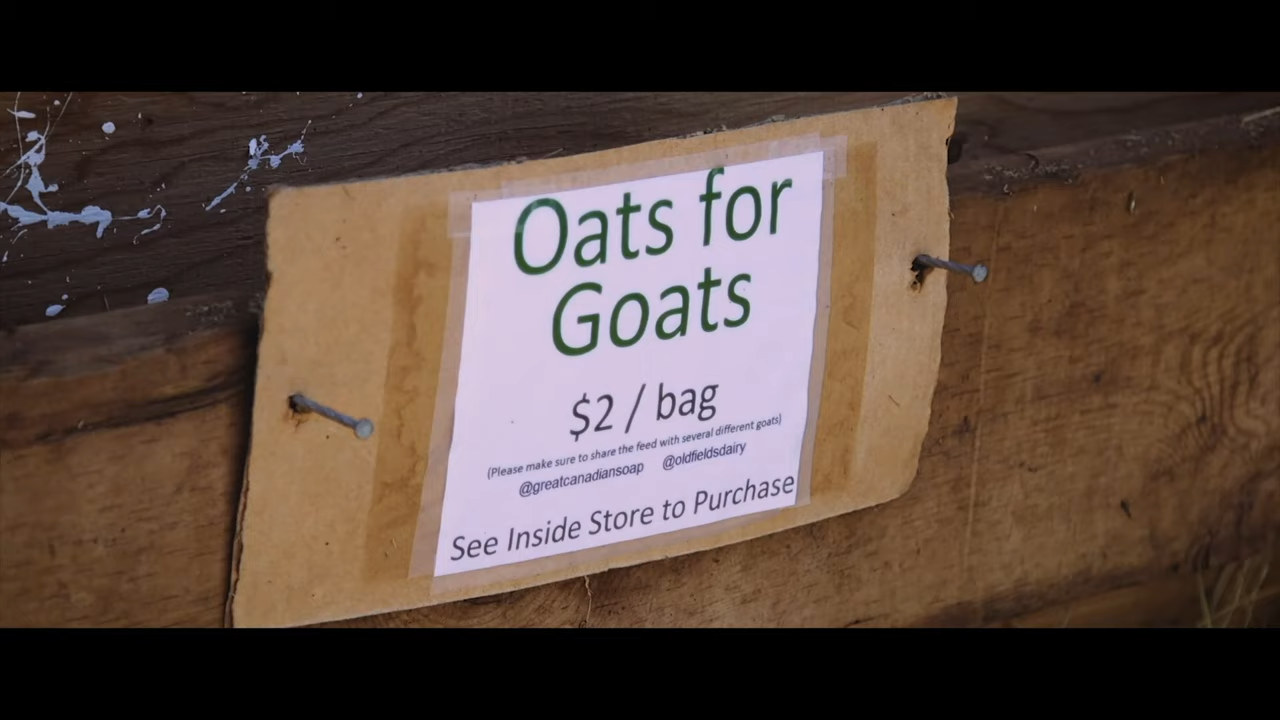 Oats for
Goats
$2 / bag
(Please make sure to share the feed with several different goats)
@greatcanadiansoap @oldfieldsdairy
See Inside Store to Purchase